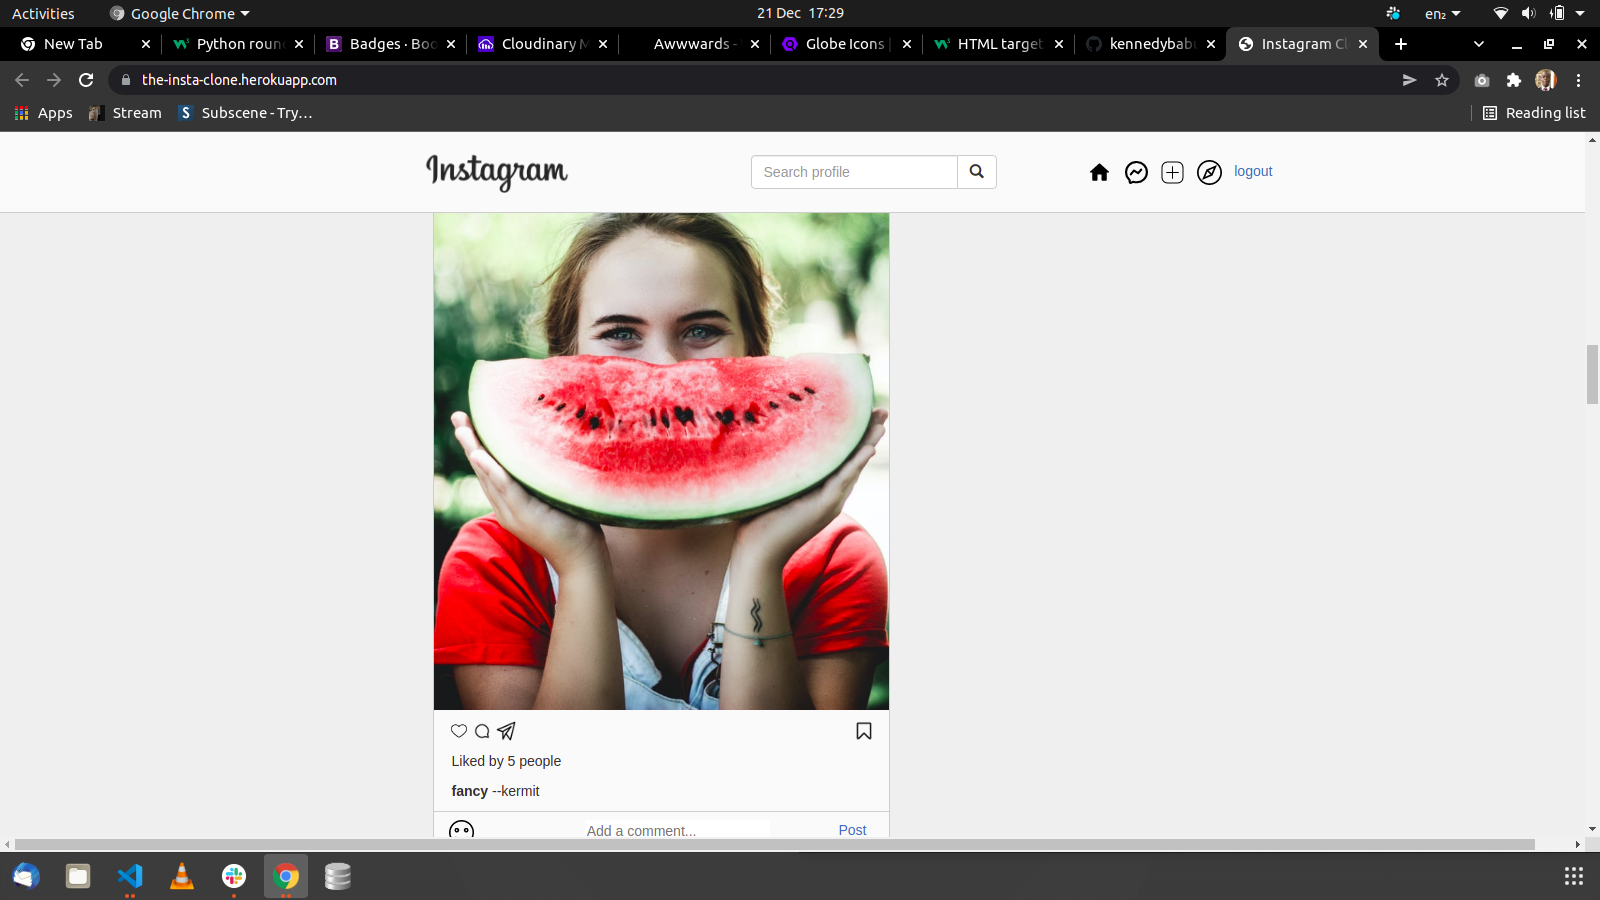 Activities Google Chrome 21 Dec 17:29 en₂
New Tab Python roun Badges · Boo Cloudinary M Awwwards - Globe Icons | HTML target kennedybab Instagram Cl
the-insta-clone.herokuapp.com
Apps Stream Subscene - Try... Reading list
Instagram Search profile logout
Liked by 5 people
fancy --kermit
Add a comment... Post